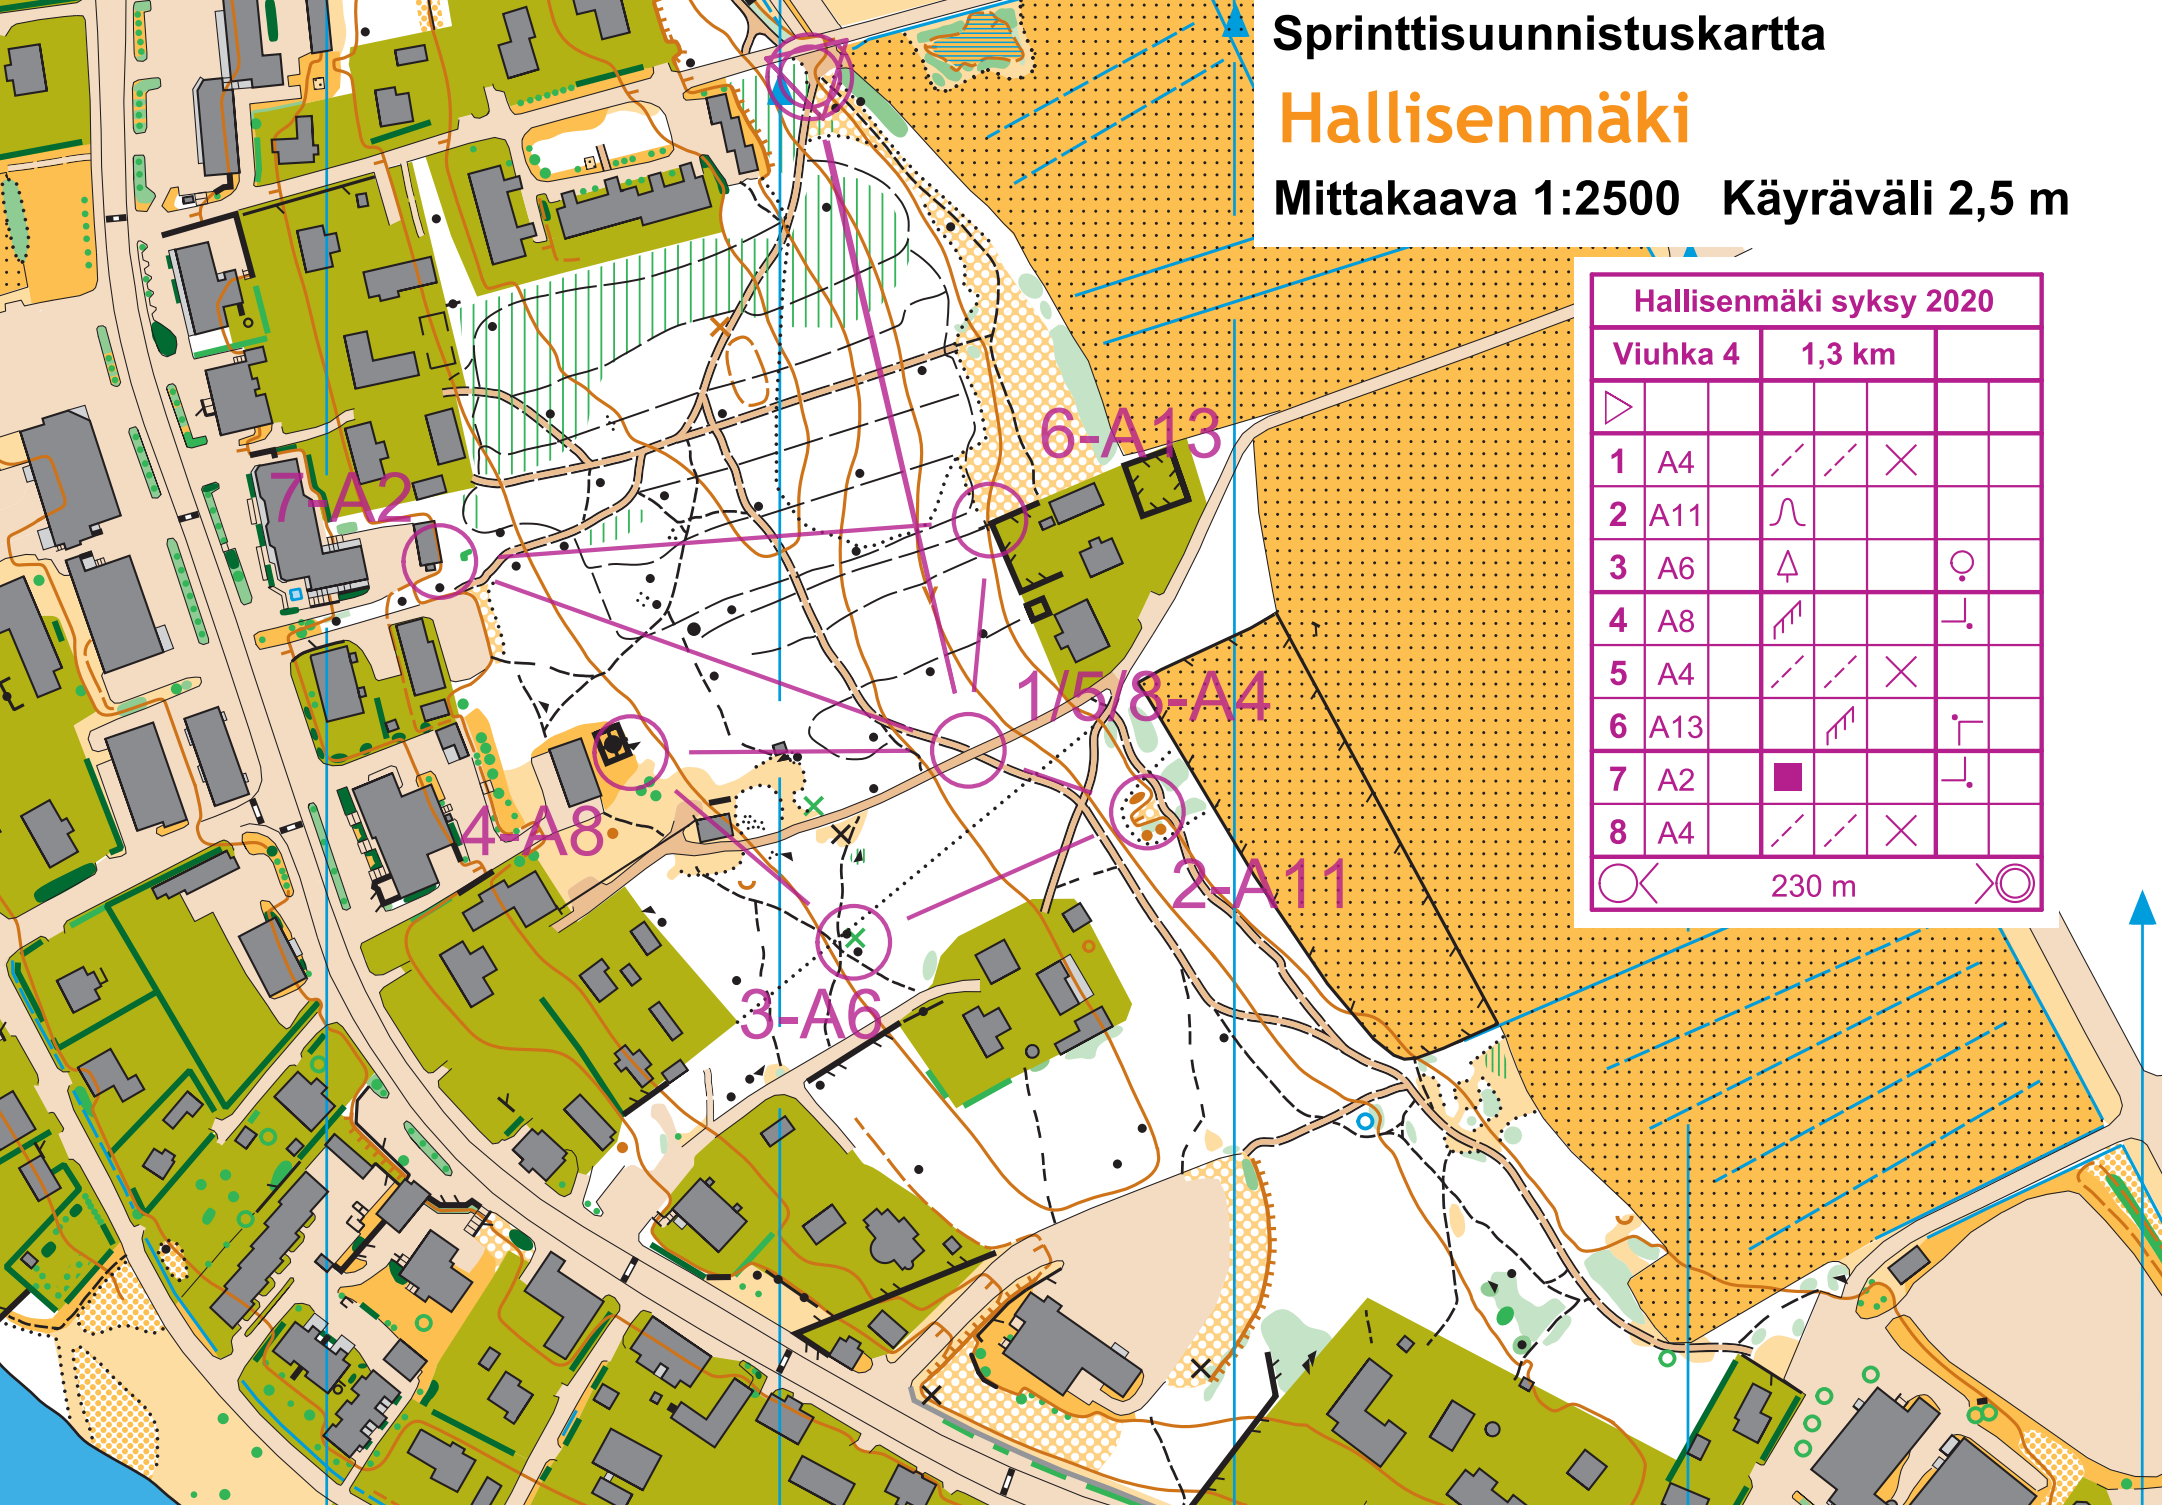 Sprinttisuunnistuskartta
Hallisenmäki
Mittakaava 1:2500 Käyräväli 2,5 m
Hallisenmäki syksy 2020
Viuhka 4 1,3 km
1 A4
2 A11
3 A6
4 A8
5 A4
6 A13
7 A2
8 A4
230 m
6-A13
7-A2
1/5/8-A4
4-A8
2-A11
3-A6